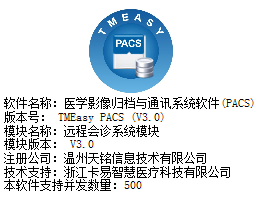 TMEASY
PACS
软件名称：医学影像归档与通讯系统软件(PACS)
版本号： TMEasy PACS (V3.0)
模块名称：远程会诊系统模块
模块版本： V3.0
注册公司：温州天铭信息技术有限公司
技术支持：浙江卡易智慧医疗科技有限公司
本软件支持并发数量：500